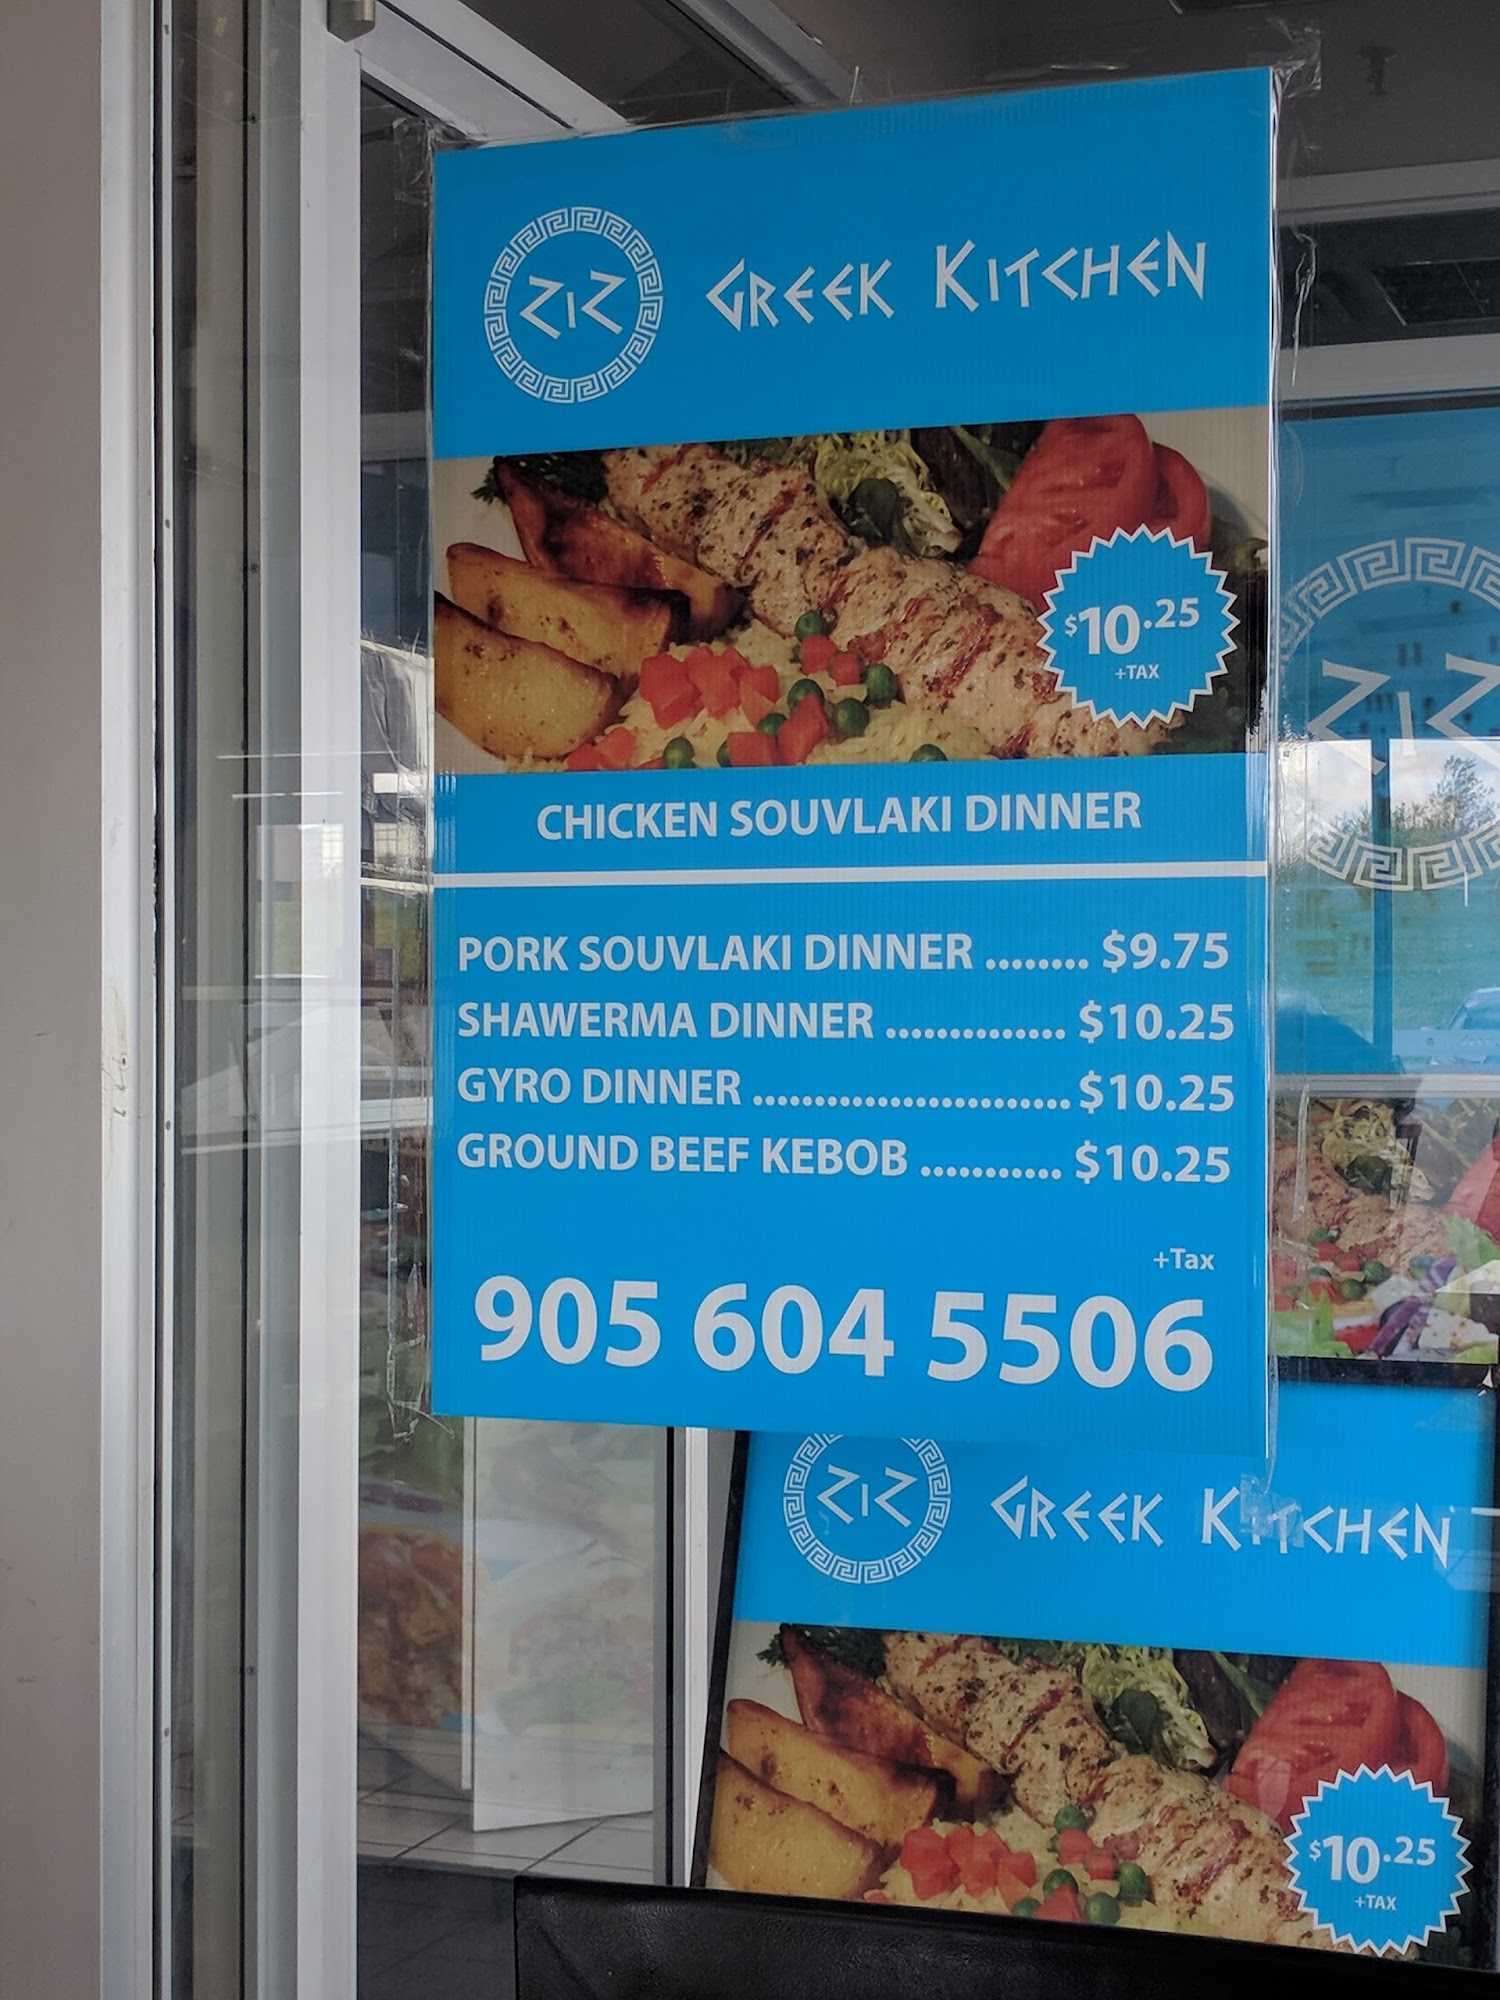 ZIZ GREEK KITCHEN
$10.25
+TAX
CHICKEN SOUVLAKI DINNER
PORK SOUVLAKI DINNER ........ $9.75
SHAWERMA DINNER .............. $10.25
GYRO DINNER ......................... $10.25
GROUND BEEF KEBOB ........... $10.25
+Tax
905 604 5506
ZIZ
ZIZ GREEK KITCHEN
$10.25
+TAX